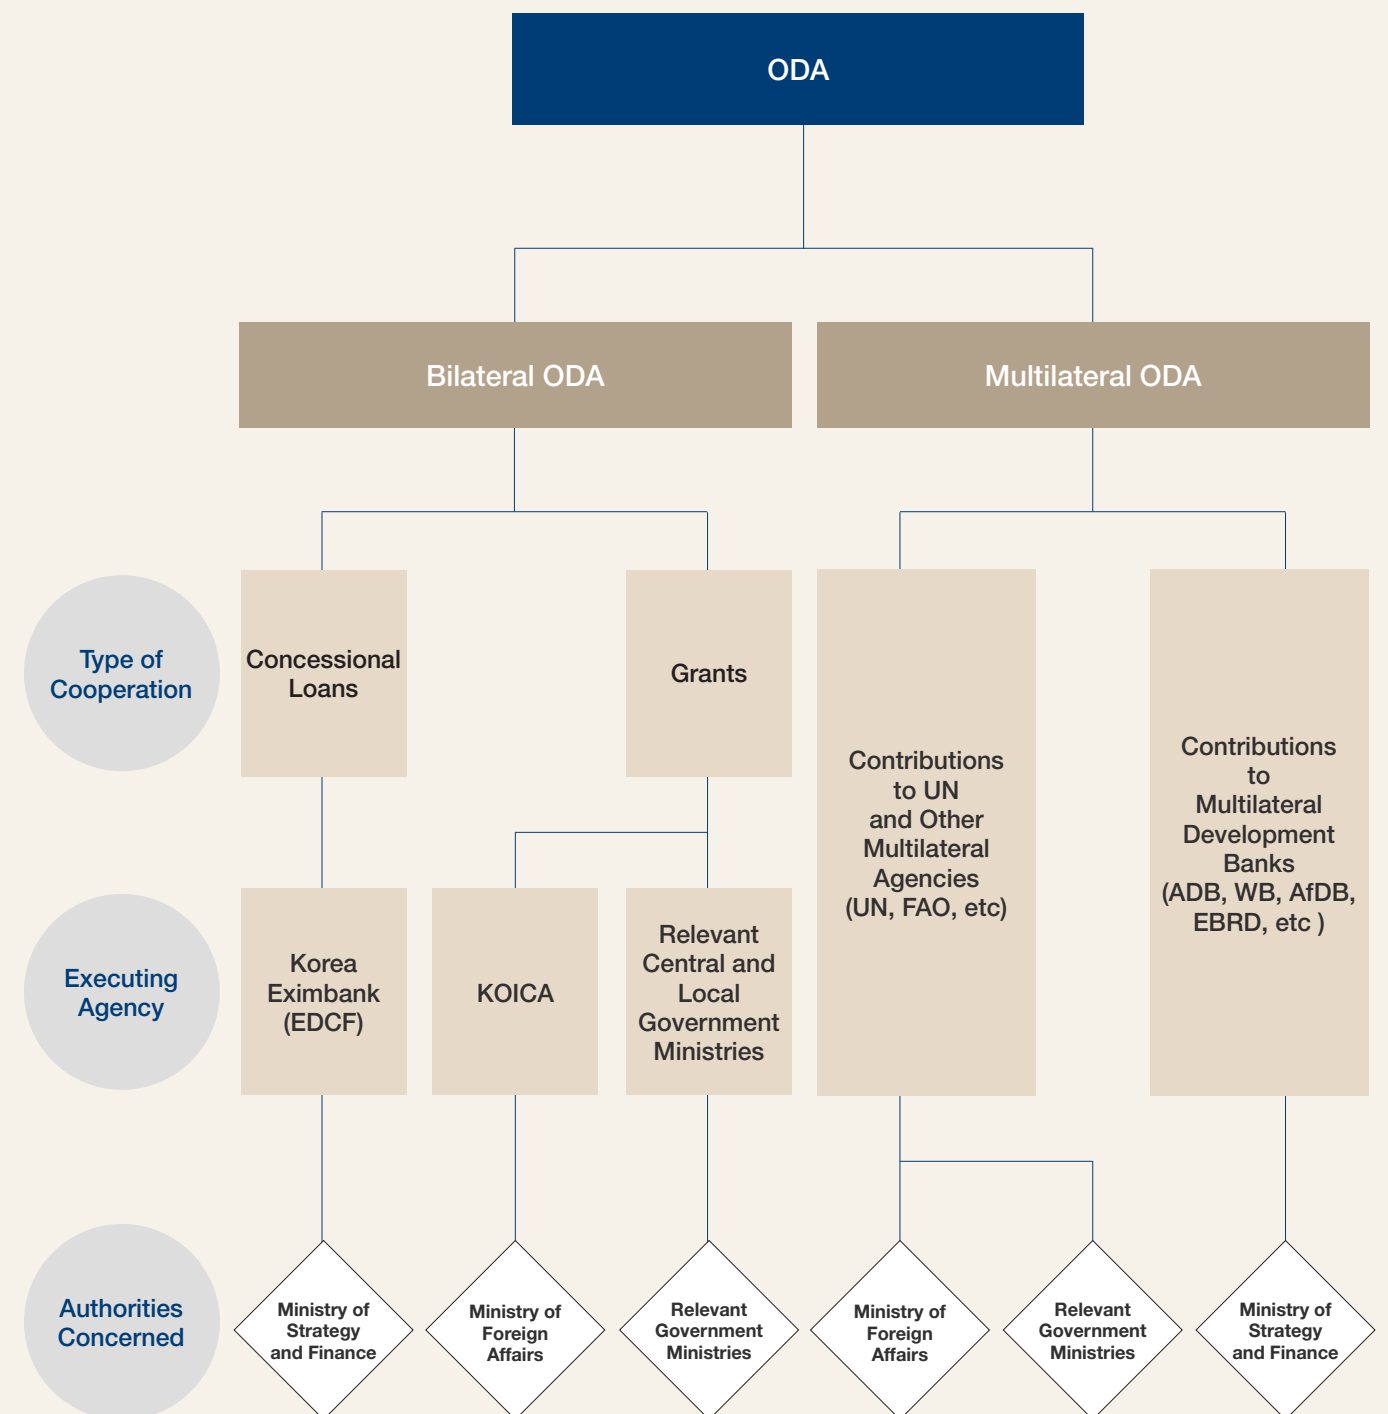 ODA
Bilateral ODA
Multilateral ODA
Type of
Cooperation
Concessional
Loans
Grants
Contributions
to UN
and Other
Multilateral
Agencies
(UN, FAO, etc)
Contributions
to
Multilateral
Development
Banks
(ADB, WB, AfDB,
EBRD, etc )
Executing
Agency
Korea
Eximbank
(EDCF)
KOICA
Relevant
Central and
Local
Government
Ministries
Authorities
Concerned
Ministry of
Strategy
and Finance
Ministry of
Foreign
Affairs
Relevant
Government
Ministries
Ministry of
Foreign
Affairs
Relevant
Government
Ministries
Ministry of
Strategy
and Finance